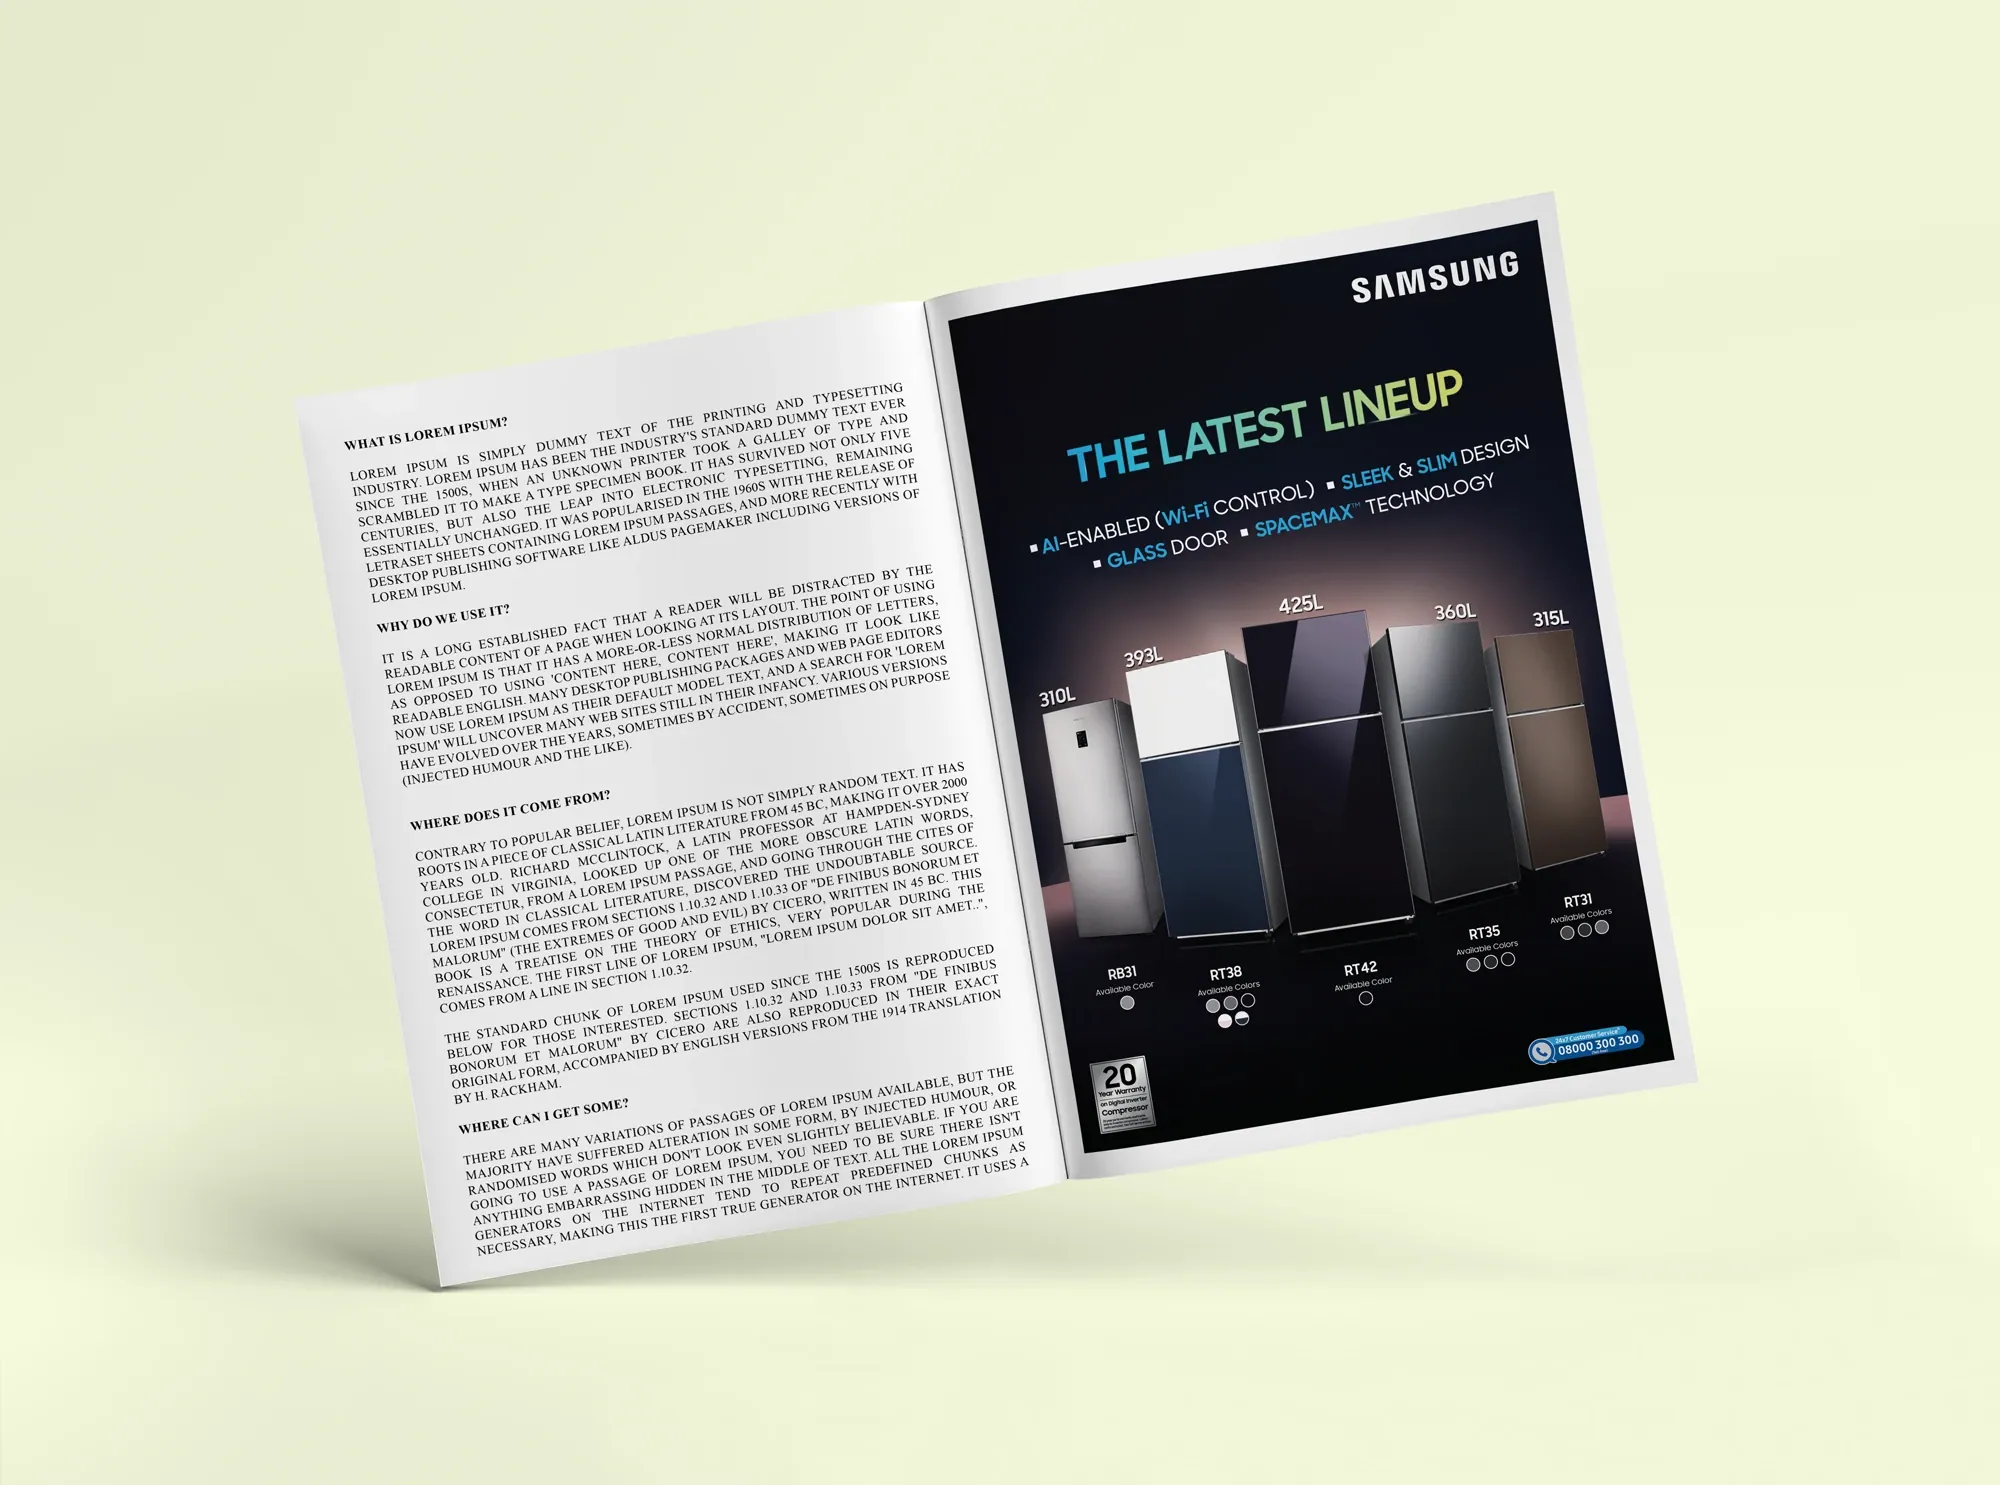 WHAT IS LOREM IPSUM?
LOREM IPSUM IS SIMPLY DUMMY TEXT OF THE PRINTING AND TYPESETTING
INDUSTRY. LOREM IPSUM HAS BEEN THE INDUSTRY'S STANDARD DUMMY TEXT EVER
SINCE THE 1500S, WHEN AN UNKNOWN PRINTER TOOK A GALLEY OF TYPE AND
SCRAMBLED IT TO MAKE A TYPE SPECIMEN BOOK. IT HAS SURVIVED NOT ONLY FIVE
CENTURIES, BUT ALSO THE LEAP INTO ELECTRONIC TYPESETTING, REMAINING
ESSENTIALLY UNCHANGED. IT WAS POPULARISED IN THE 1960S WITH THE RELEASE OF
LETRASET SHEETS CONTAINING LOREM IPSUM PASSAGES, AND MORE RECENTLY WITH
DESKTOP PUBLISHING SOFTWARE LIKE ALDUS PAGEMAKER INCLUDING VERSIONS OF
LOREM IPSUM.
WHY DO WE USE IT?
IT IS A LONG ESTABLISHED FACT THAT A READER WILL BE DISTRACTED BY THE
READABLE CONTENT OF A PAGE WHEN LOOKING AT ITS LAYOUT. THE POINT OF USING
LOREM IPSUM IS THAT IT HAS A MORE-OR-LESS NORMAL DISTRIBUTION OF LETTERS,
AS OPPOSED TO USING 'CONTENT HERE, CONTENT HERE', MAKING IT LOOK LIKE
READABLE ENGLISH. MANY DESKTOP PUBLISHING PACKAGES AND WEB PAGE EDITORS
NOW USE LOREM IPSUM AS THEIR DEFAULT MODEL TEXT, AND A SEARCH FOR 'LOREM
IPSUM' WILL UNCOVER MANY WEB SITES STILL IN THEIR INFANCY. VARIOUS VERSIONS
HAVE EVOLVED OVER THE YEARS, SOMETIMES BY ACCIDENT, SOMETIMES ON PURPOSE
(INJECTED HUMOUR AND THE LIKE).
WHERE DOES IT COME FROM?
CONTRARY TO POPULAR BELIEF, LOREM IPSUM IS NOT SIMPLY RANDOM TEXT. IT HAS
ROOTS IN A PIECE OF CLASSICAL LATIN LITERATURE FROM 45 BC, MAKING IT OVER 2000
YEARS OLD. RICHARD MCCLINTOCK, A LATIN PROFESSOR AT HAMPDEN-SYDNEY
COLLEGE IN VIRGINIA, LOOKED UP ONE OF THE MORE OBSCURE LATIN WORDS,
CONSECTETUR, FROM A LOREM IPSUM PASSAGE, AND GOING THROUGH THE CITES OF
THE WORD IN CLASSICAL LITERATURE, DISCOVERED THE UNDOUBTABLE SOURCE.
LOREM IPSUM COMES FROM SECTIONS 1.10.32 AND 1.10.33 OF "DE FINIBUS BONORUM ET
MALORUM" (THE EXTREMES OF GOOD AND EVIL) BY CICERO, WRITTEN IN 45 BC. THIS
BOOK IS A TREATISE ON THE THEORY OF ETHICS, VERY POPULAR DURING THE
RENAISSANCE. THE FIRST LINE OF LOREM IPSUM, "LOREM IPSUM DOLOR SIT AMET..",
COMES FROM A LINE IN SECTION 1.10.32.
THE STANDARD CHUNK OF LOREM IPSUM USED SINCE THE 1500S IS REPRODUCED
BELOW FOR THOSE INTERESTED. SECTIONS 1.10.32 AND 1.10.33 FROM "DE FINIBUS
BONORUM ET MALORUM" BY CICERO ARE ALSO REPRODUCED IN THEIR EXACT
ORIGINAL FORM, ACCOMPANIED BY ENGLISH VERSIONS FROM THE 1914 TRANSLATION
BY H. RACKHAM.
WHERE CAN I GET SOME?
THERE ARE MANY VARIATIONS OF PASSAGES OF LOREM IPSUM AVAILABLE, BUT THE
MAJORITY HAVE SUFFERED ALTERATION IN SOME FORM, BY INJECTED HUMOUR, OR
RANDOMISED WORDS WHICH DON'T LOOK EVEN SLIGHTLY BELIEVABLE. IF YOU ARE
GOING TO USE A PASSAGE OF LOREM IPSUM, YOU NEED TO BE SURE THERE ISN'T
ANYTHING EMBARRASSING HIDDEN IN THE MIDDLE OF TEXT. ALL THE LOREM IPSUM
GENERATORS ON THE INTERNET TEND TO REPEAT PREDEFINED CHUNKS AS
NECESSARY, MAKING THIS THE FIRST TRUE GENERATOR ON THE INTERNET. IT USES A
SAMSUNG
THE LATEST LINEUP
▪ AI-ENABLED (Wi-Fi CONTROL) ▪ SLEEK & SLIM DESIGN
▪ GLASS DOOR ▪ SPACEMAX™ TECHNOLOGY
310L
393L
425L
360L
315L
RB31
Available Color
RT38
Available Colors
RT42
Available Color
RT35
Available Colors
RT31
Available Colors
20
Year Warranty
on Digital Inverter
Compressor
24x7 Customer Service
08000 300 300